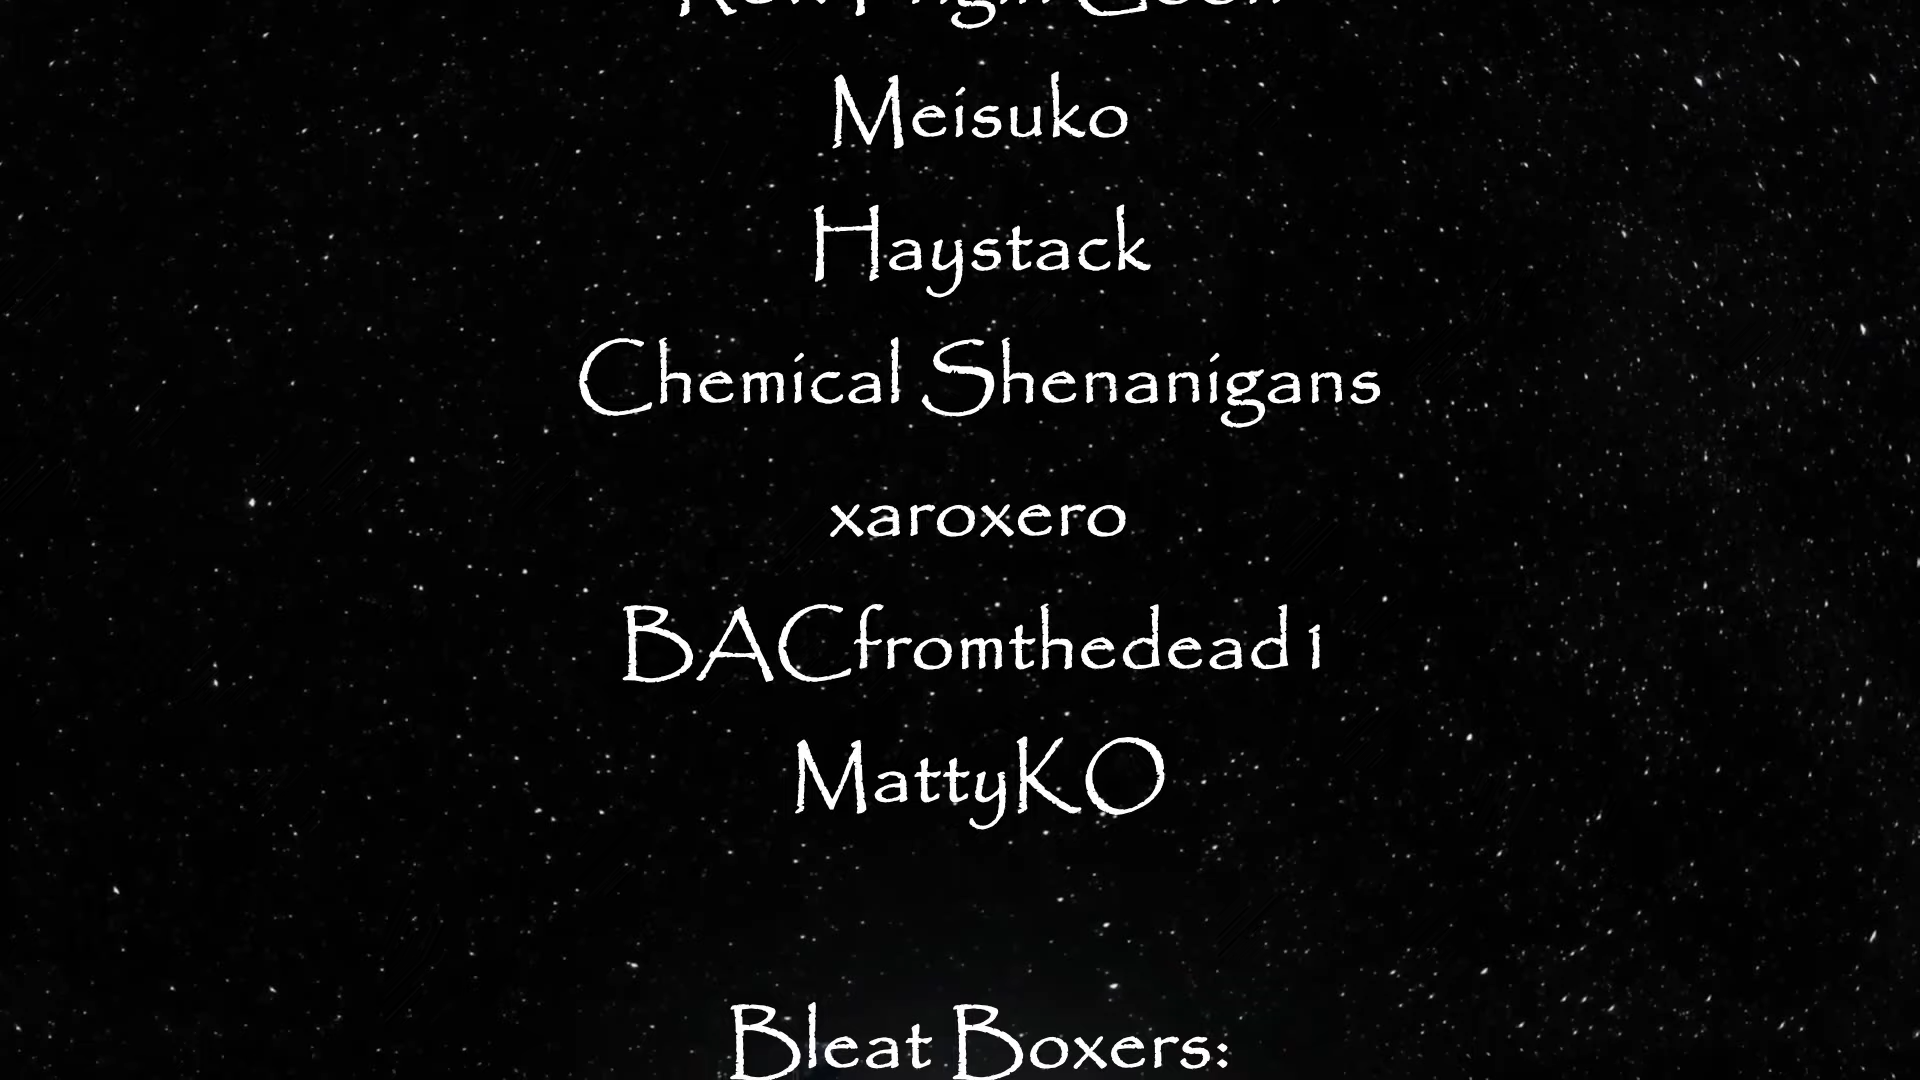 Meisuko
Haystack
Chemical Shenanigans
xaroxero
BACfromthedead1
MattyKO
Bleat Boxers: